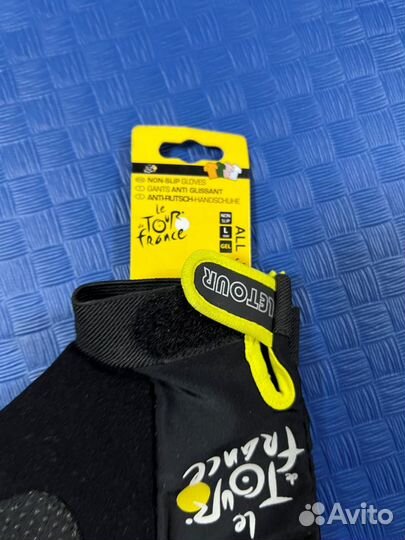 NON-SLIP GLOVES
GANTS ANTI GLISSANT
ANTI-RUTSCH-HANDSCHUHE
le
TOUR
de
france
NON
SLIP
L
GEL
ALL
LETOUR
le
TOUR
de
FRANCE
Avito